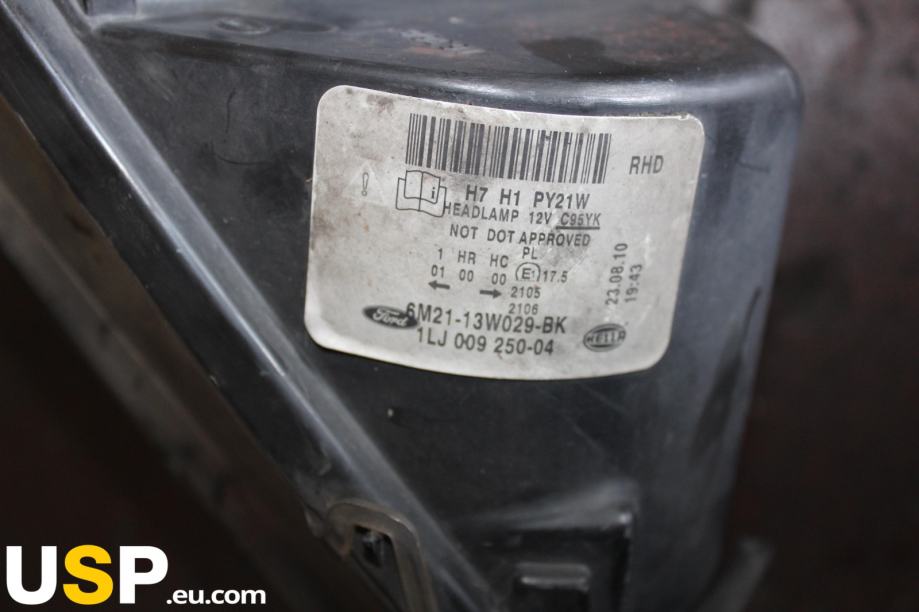 RHD
H7 H1 PY21W
HEADLAMP 12V C95YK
NOT DOT APPROVED
PL
1 HR HC
01 00 00 E1 17.5
2105
2106
Ford 6M21-13W029-BK
1LJ 009 250-04
HELLA
23.08.10
19:43
USP.eu.com